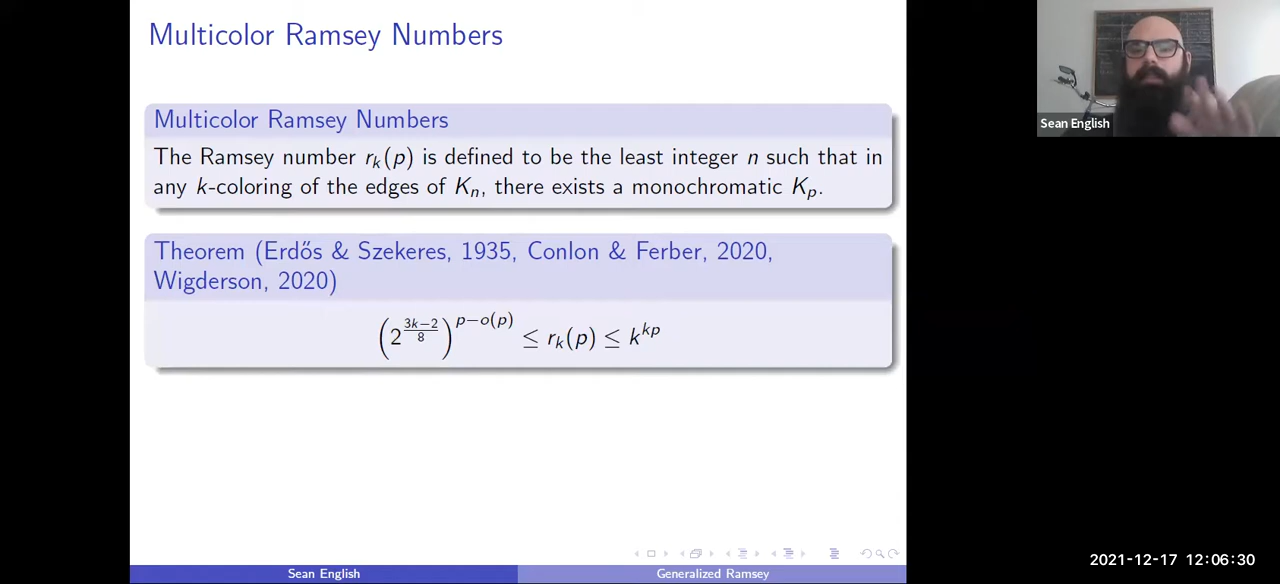 Multicolor Ramsey Numbers
Multicolor Ramsey Numbers
The Ramsey number r_k(p) is defined to be the least integer n such that in
any k-coloring of the edges of K_n, there exists a monochromatic K_p.
Theorem (Erdős & Szekeres, 1935, Conlon & Ferber, 2020,
Wigderson, 2020)
(2^{\frac{3k-2}{8}})^{p-o(p)} ≤ r_k(p) ≤ k^{kp}
Sean English
Generalized Ramsey
Sean English
2021-12-17 12:06:30